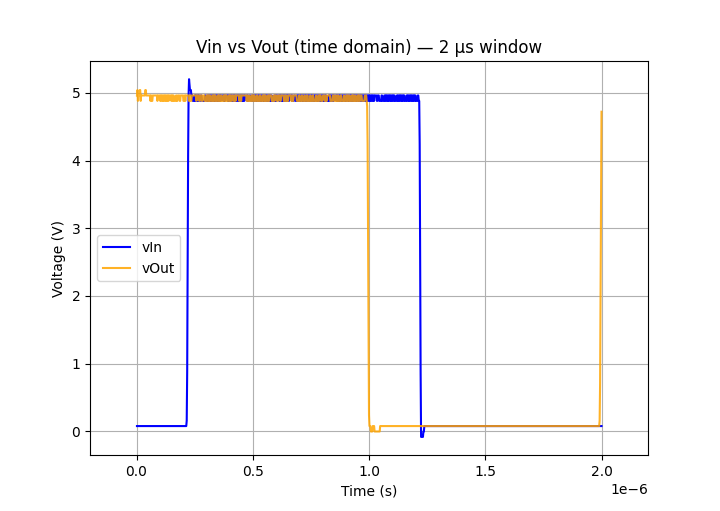 Vin vs Vout (time domain) — 2 μs window
Voltage (V)
5
4
3
2
1
0
vIn
vOut
0.0 0.5 1.0 1.5 2.0
1e−6
Time (s)